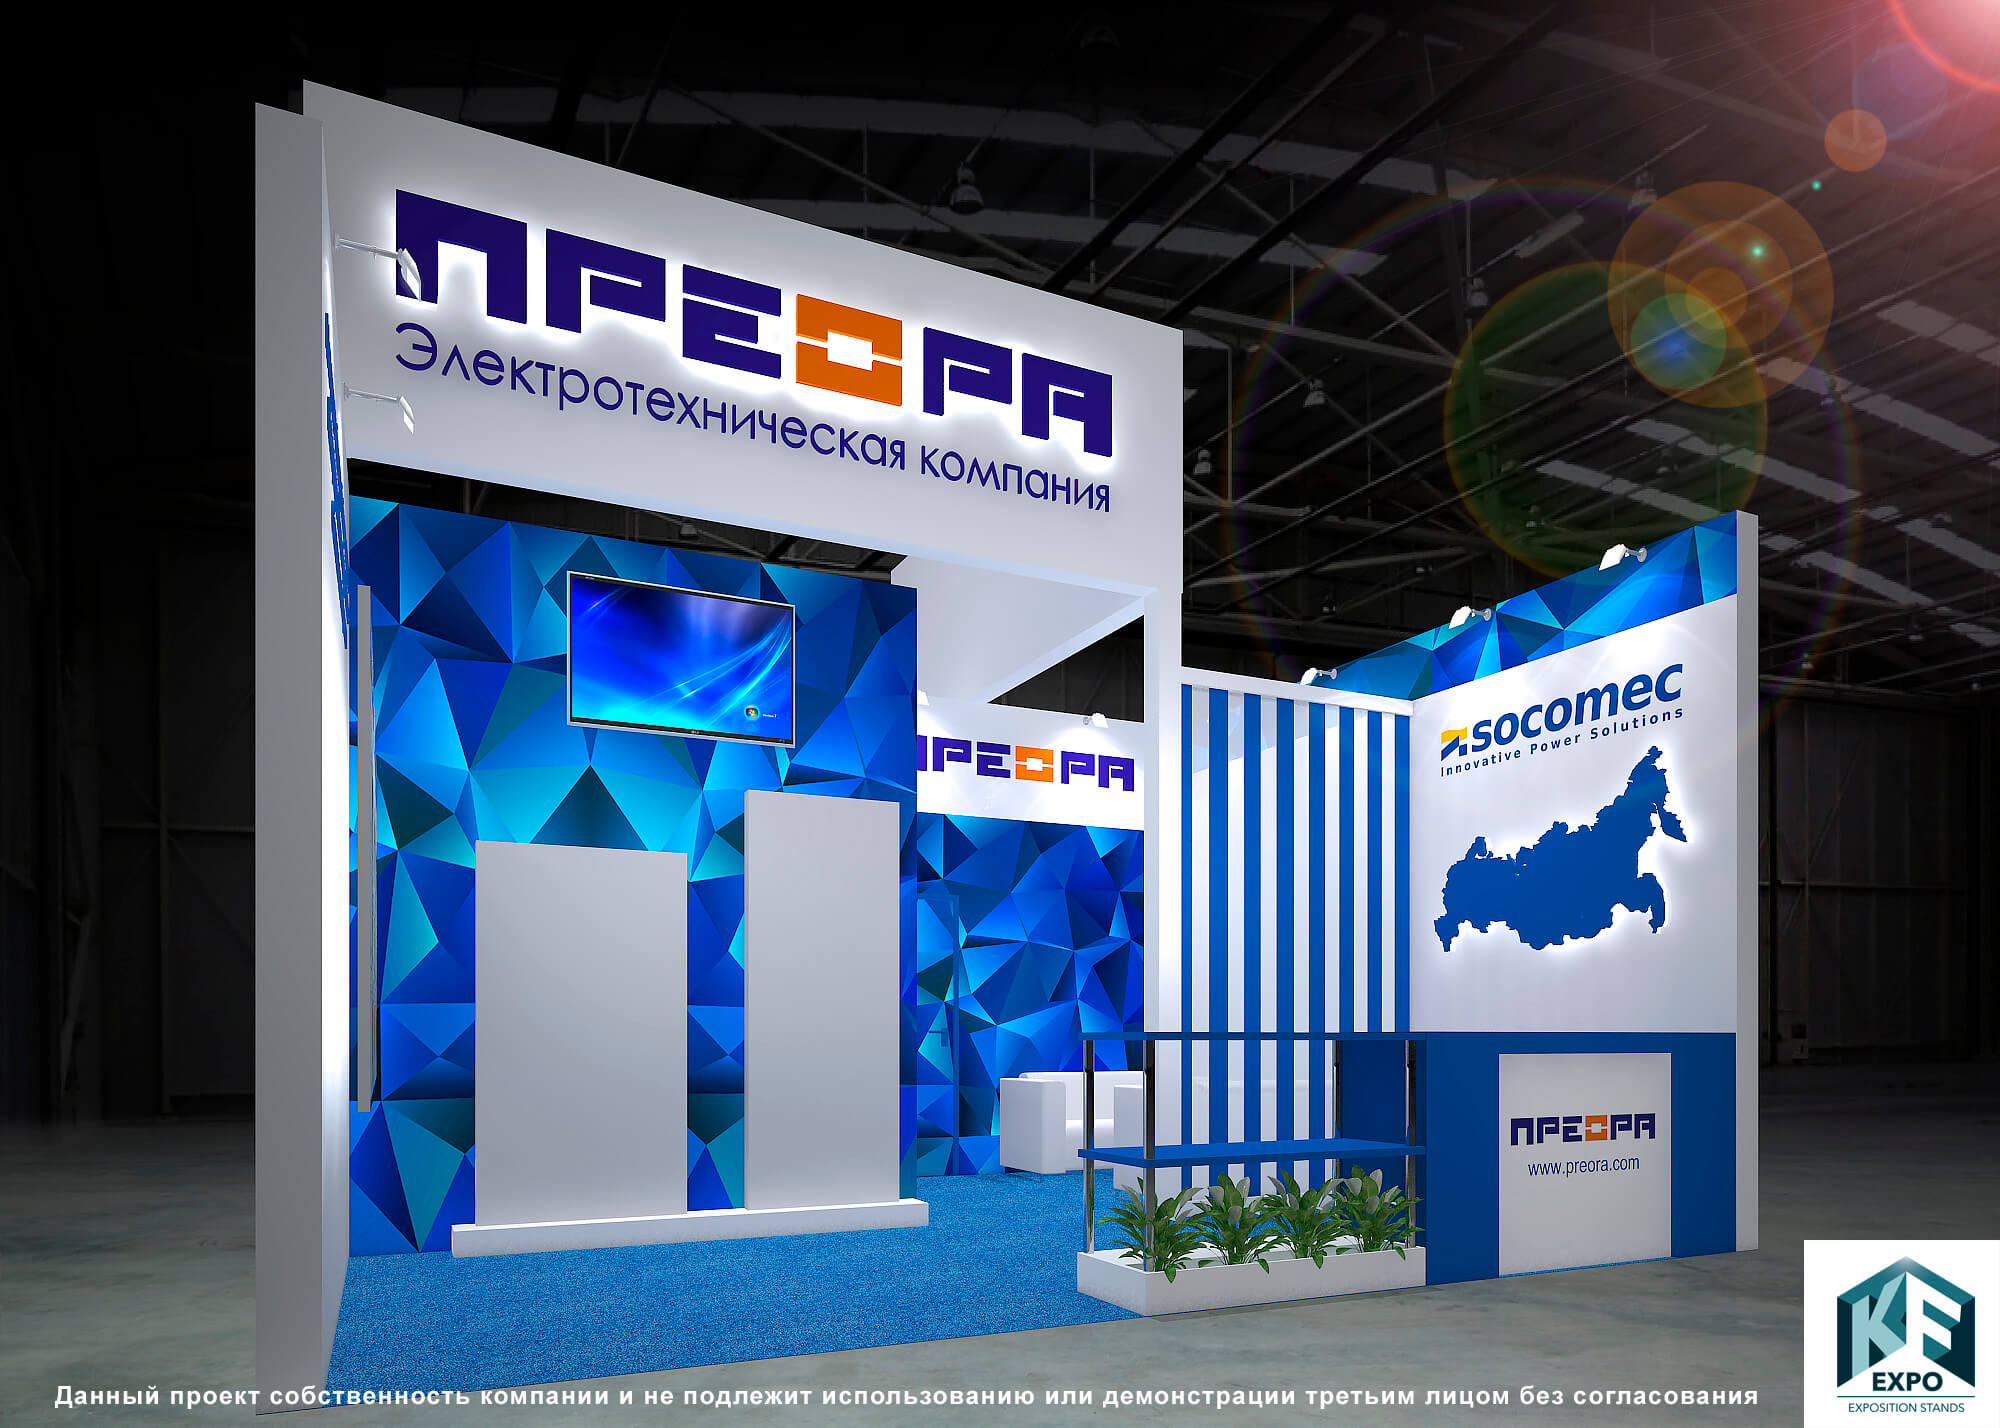 ПРЕОРА
Электротехническая компания
ПРЕОРА
socomec
Innovative Power Solutions
ПРЕОРА
www.preora.com
KF
EXPO
EXPOSITION STANDS
Данный проект собственность компании и не подлежит использованию или демонстрации третьим лицом без согласования